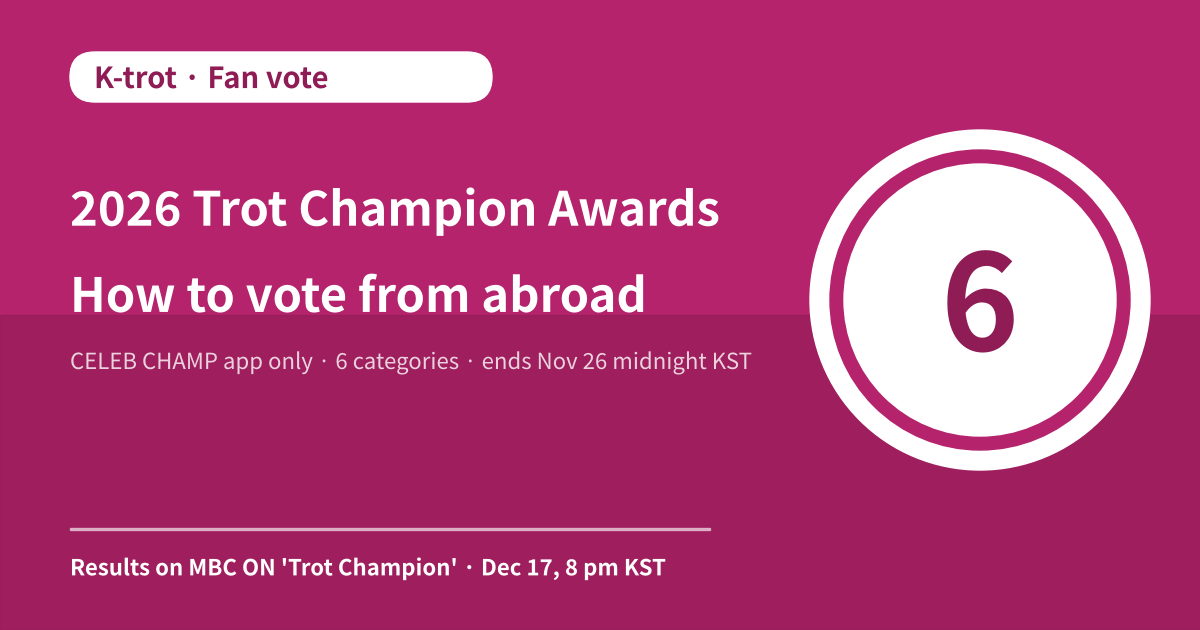 K-trot · Fan vote
2026 Trot Champion Awards
How to vote from abroad
CELEB CHAMP app only · 6 categories · ends Nov 26 midnight KST
6
Results on MBC ON 'Trot Champion' · Dec 17, 8 pm KST